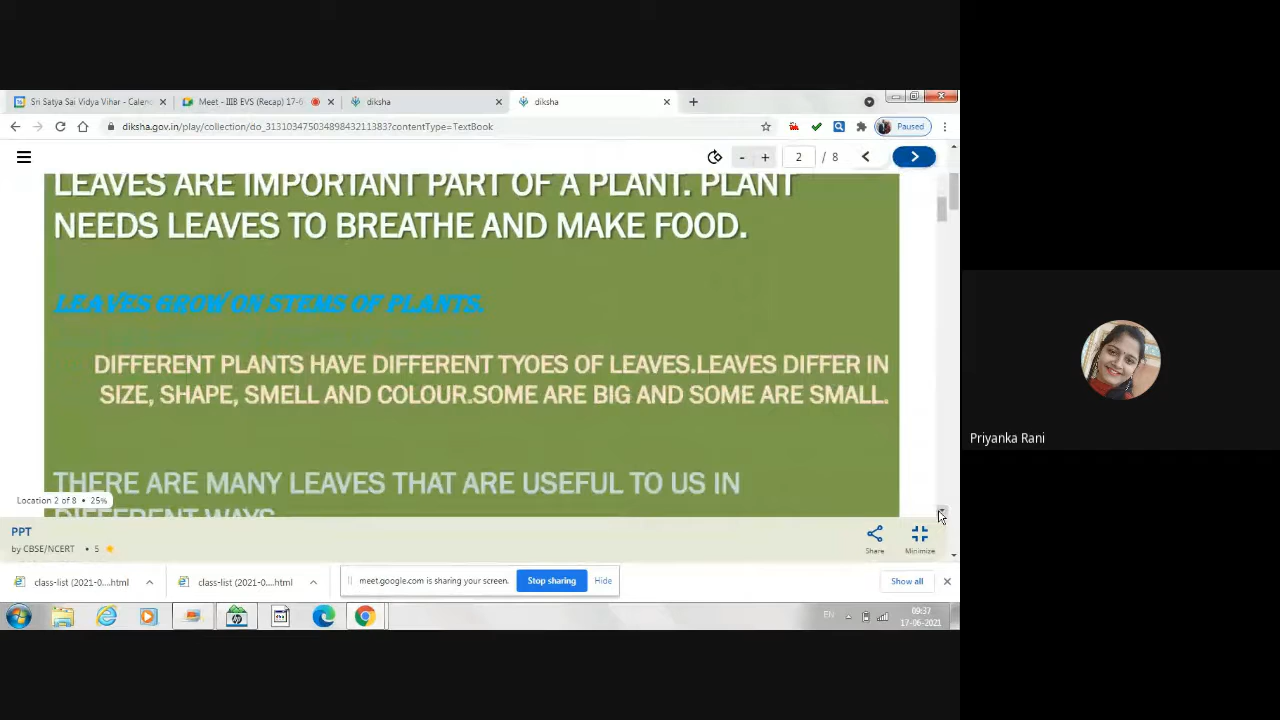 Sri Satya Sai Vidya Vihar - Calen
Meet - IIIB EVS (Recap) 17-6
diksha
diksha
diksha.gov.in/play/collection/do_31310347503489843211383?contentType=TextBook
Paused
2 / 8
LEAVES ARE IMPORTANT PART OF A PLANT. PLANT
NEEDS LEAVES TO BREATHE AND MAKE FOOD.
LEAVES GROW ON STEMS OF PLANTS.
DIFFERENT PLANTS HAVE DIFFERENT TYOES OF LEAVES.LEAVES DIFFER IN
SIZE, SHAPE, SMELL AND COLOUR.SOME ARE BIG AND SOME ARE SMALL.
THERE ARE MANY LEAVES THAT ARE USEFUL TO US IN
DIFFERENT WAYS
Location 2 of 8 • 25%
PPT
by CBSE/NCERT • 5
Share
Minimize
class-list (2021-0....html
class-list (2021-0....html
meet.google.com is sharing your screen.
Stop sharing
Hide
Show all
EN
09:37
17-06-2021
Priyanka Rani